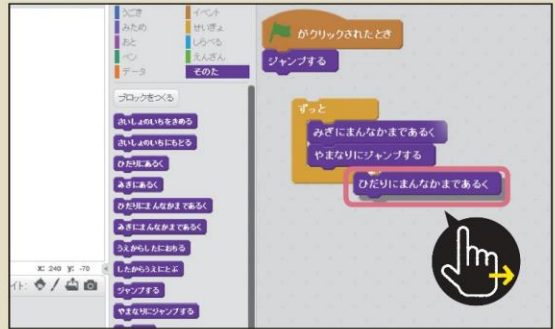 うごき
イベント
みため
せいぎょ
おと
しらべる
ペン
えんざん
データ
そのた
ブロックをつくる
さいしょのいちをきめる
さいしょのいちにもどる
ひだりにあるく
みぎにあるく
ひだりにまんなかまであるく
みぎにまんなかまであるく
うえからしたにおちる
したからうえにとぶ
ジャンプする
やまなりにジャンプする
x: 240 y: -70
イト:
がクリックされたとき
ジャンプする
ずっと
みぎにまんなかまであるく
やまなりにジャンプする
ひだりにまんなかまであるく